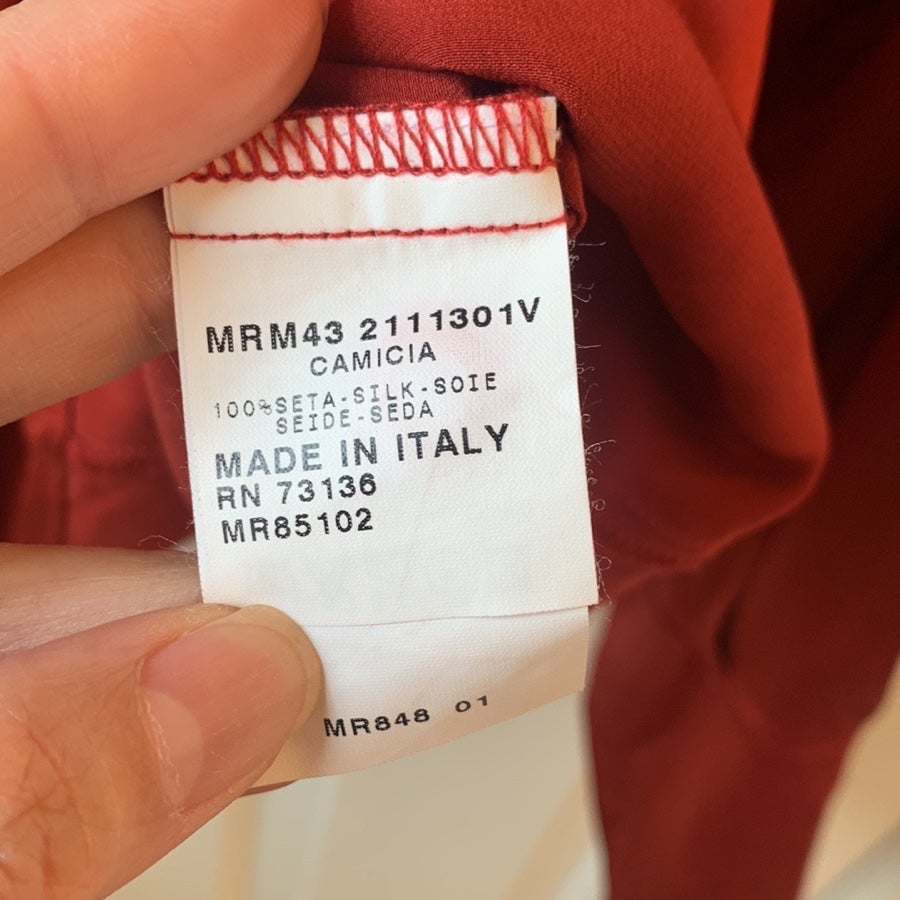 MRM43 2111301V
CAMICIA
100%SETA-SILK-SOIE
SEIDE-SEDA
MADE IN ITALY
RN 73136
MR85102
MR848 01